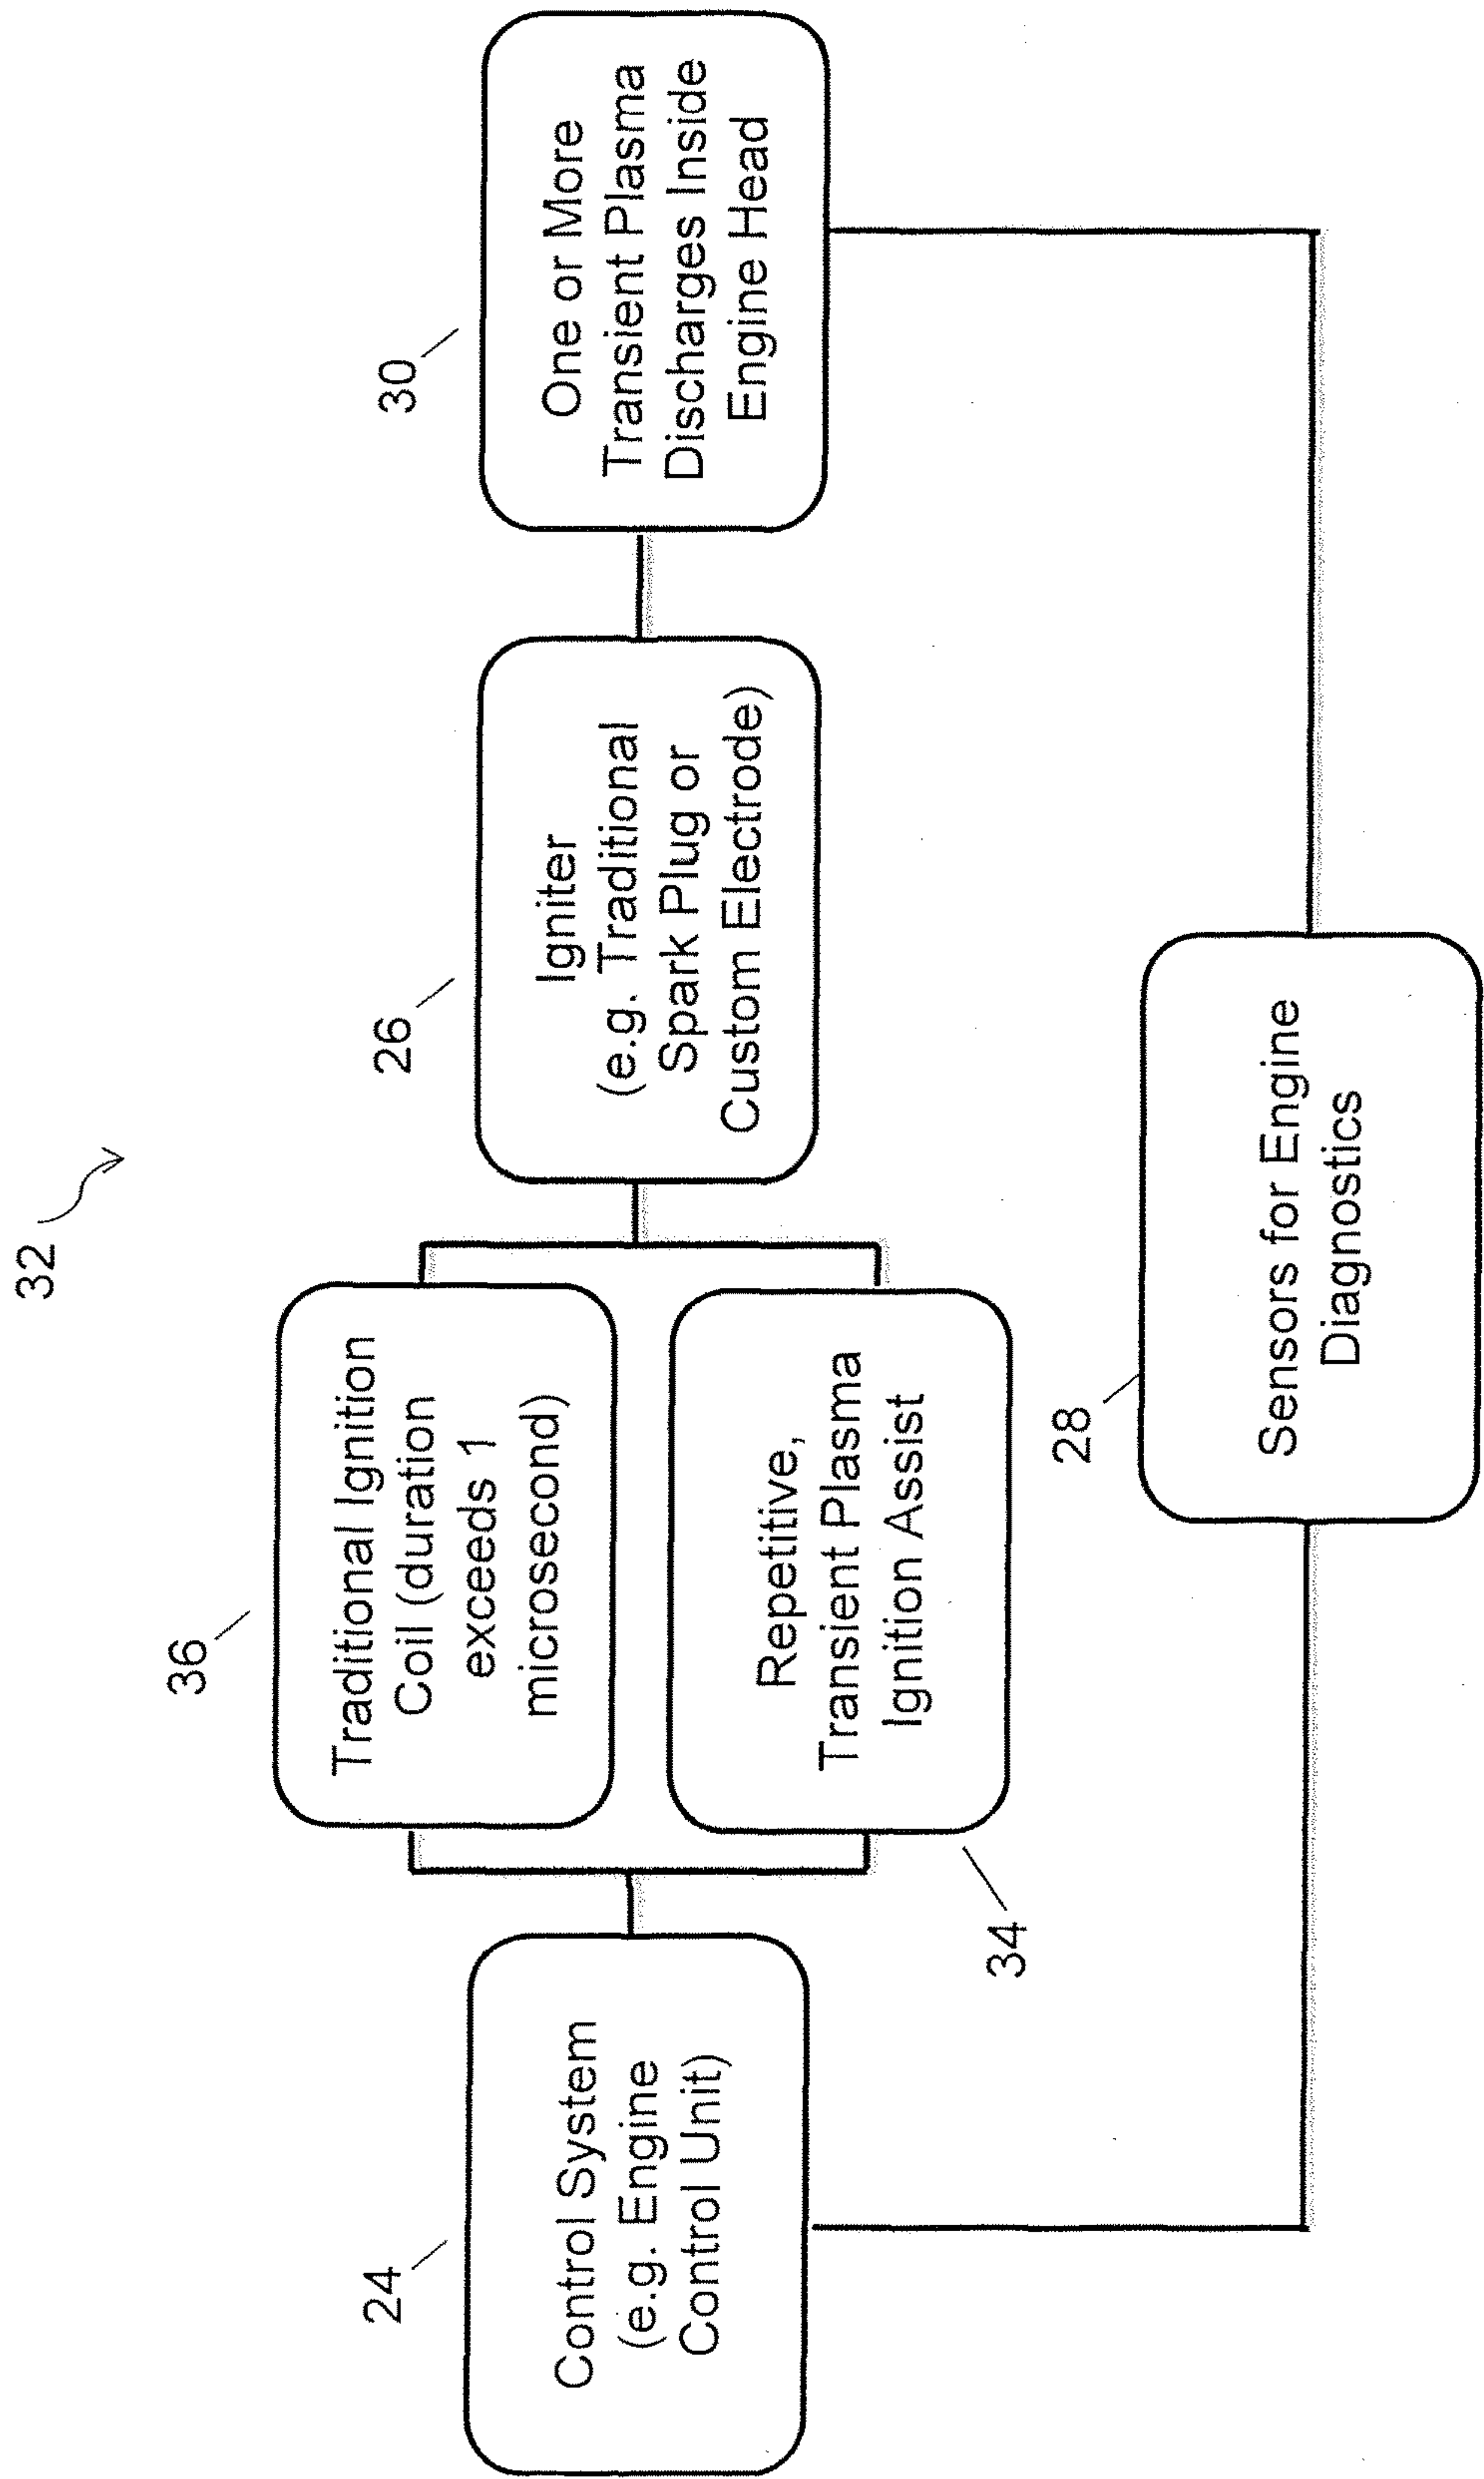 32
24
Control System
(e.g. Engine
Control Unit)
36
Traditional Ignition
Coil (duration
exceeds 1
microsecond)
34
Repetitive,
Transient Plasma
Ignition Assist
26
Igniter
(e.g. Traditional
Spark Plug or
Custom Electrode)
30
One or More
Transient Plasma
Discharges Inside
Engine Head
28
Sensors for Engine
Diagnostics